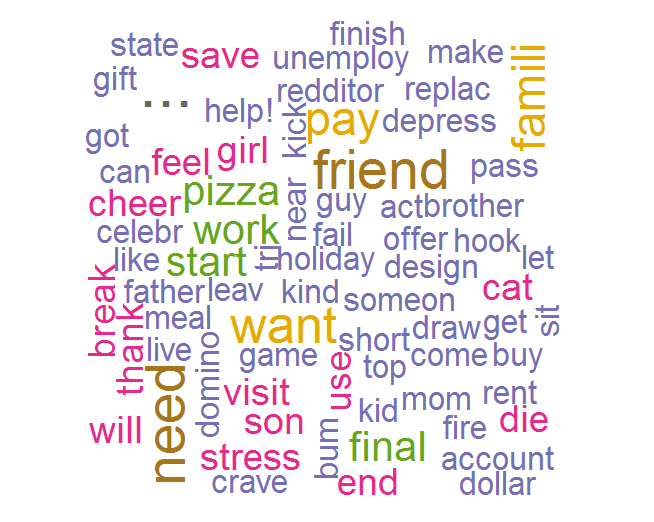 finish
state save unemploy make
gift redditor replac
... help! kick pay depress famili
got can feel girl friend pass
cheer pizza near guy act brother
celebr work fail offer hook
like start tri holiday design let
break father leav kind someon cat
thank meal want short draw get sit
live domino game use top come buy
need visit kid mom rent
will son final fire die
stress bum account
crave end dollar